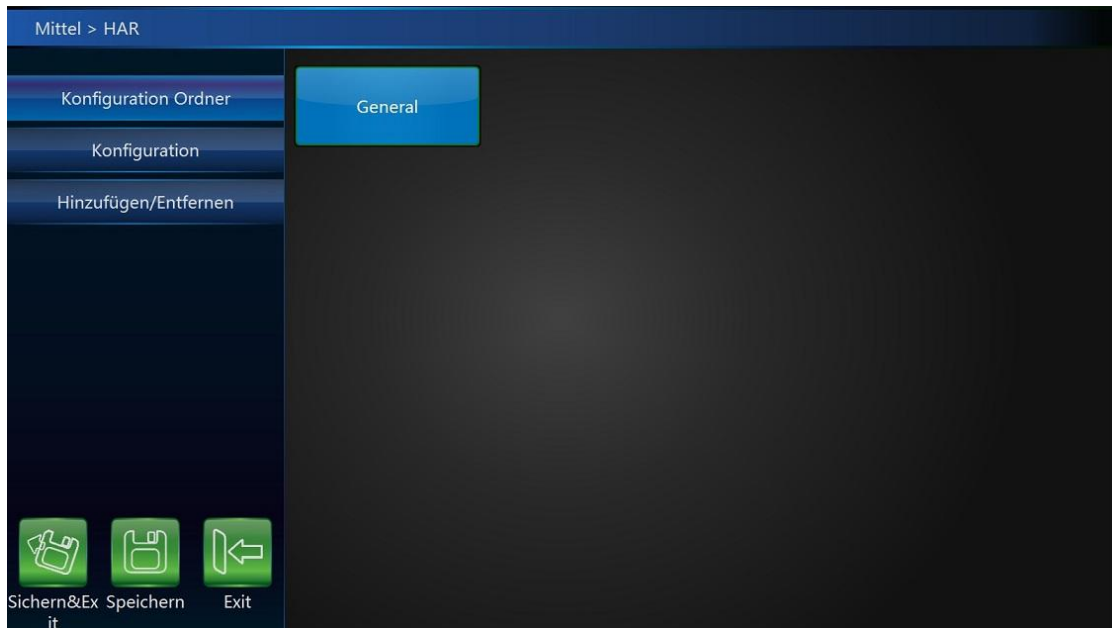 Mittel > HAR
Konfiguration Ordner
General
Konfiguration
Hinzufügen/Entfernen
Sichern&Ex
it
Speichern
Exit